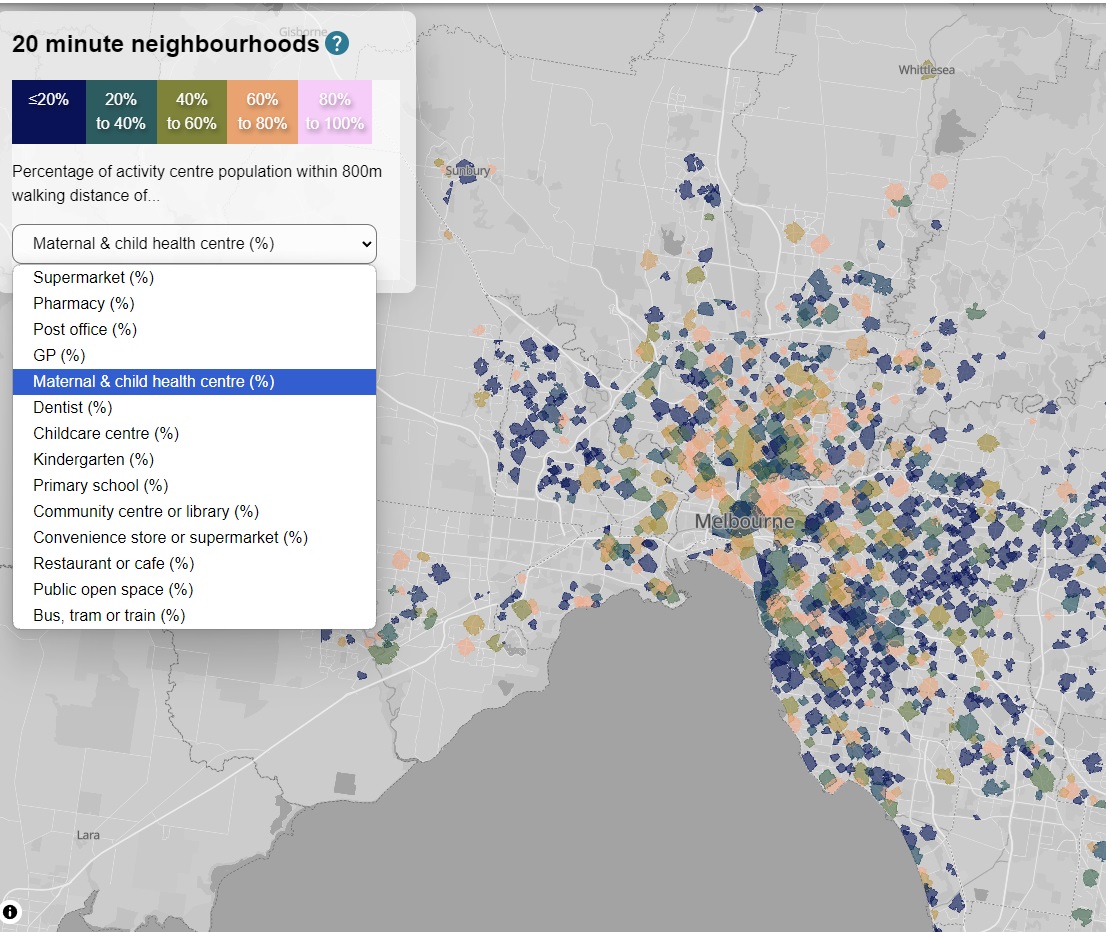 Gisborne
20 minute neighbourhoods ?
≤20%
20%
to 40%
40%
to 60%
60%
to 80%
80%
to 100%
Percentage of activity centre population within 800m
walking distance of...
Maternal & child health centre (%)
Supermarket (%)
Pharmacy (%)
Post office (%)
GP (%)
Maternal & child health centre (%)
Dentist (%)
Childcare centre (%)
Kindergarten (%)
Primary school (%)
Community centre or library (%)
Convenience store or supermarket (%)
Restaurant or cafe (%)
Public open space (%)
Bus, tram or train (%)
Whittlesea
Sunbury
Melbourne
Lara
i